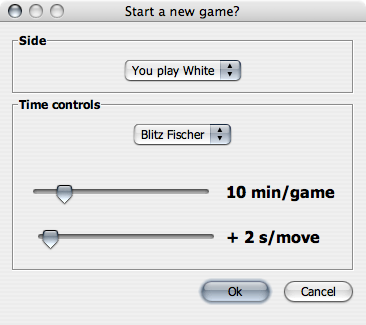 Start a new game?
Side
You play White
Time controls
Blitz Fischer
10 min/game
+ 2 s/move
Ok
Cancel